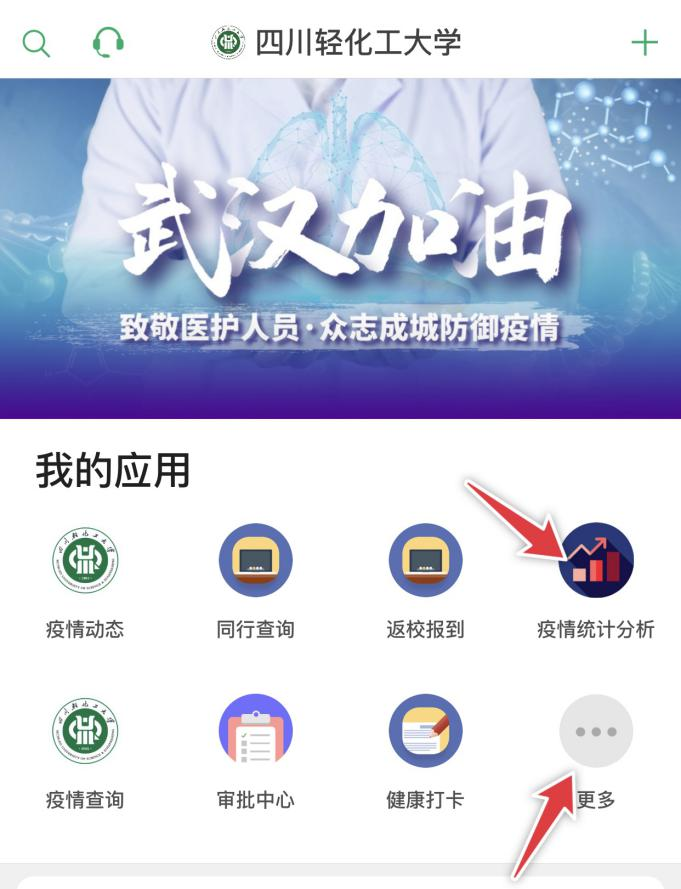 四川轻化工大学
武汉加油
致敬医护人员·众志成城防御疫情
我的应用
疫情动态
同行查询
返校报到
疫情统计分析
疫情查询
审批中心
健康打卡
更多